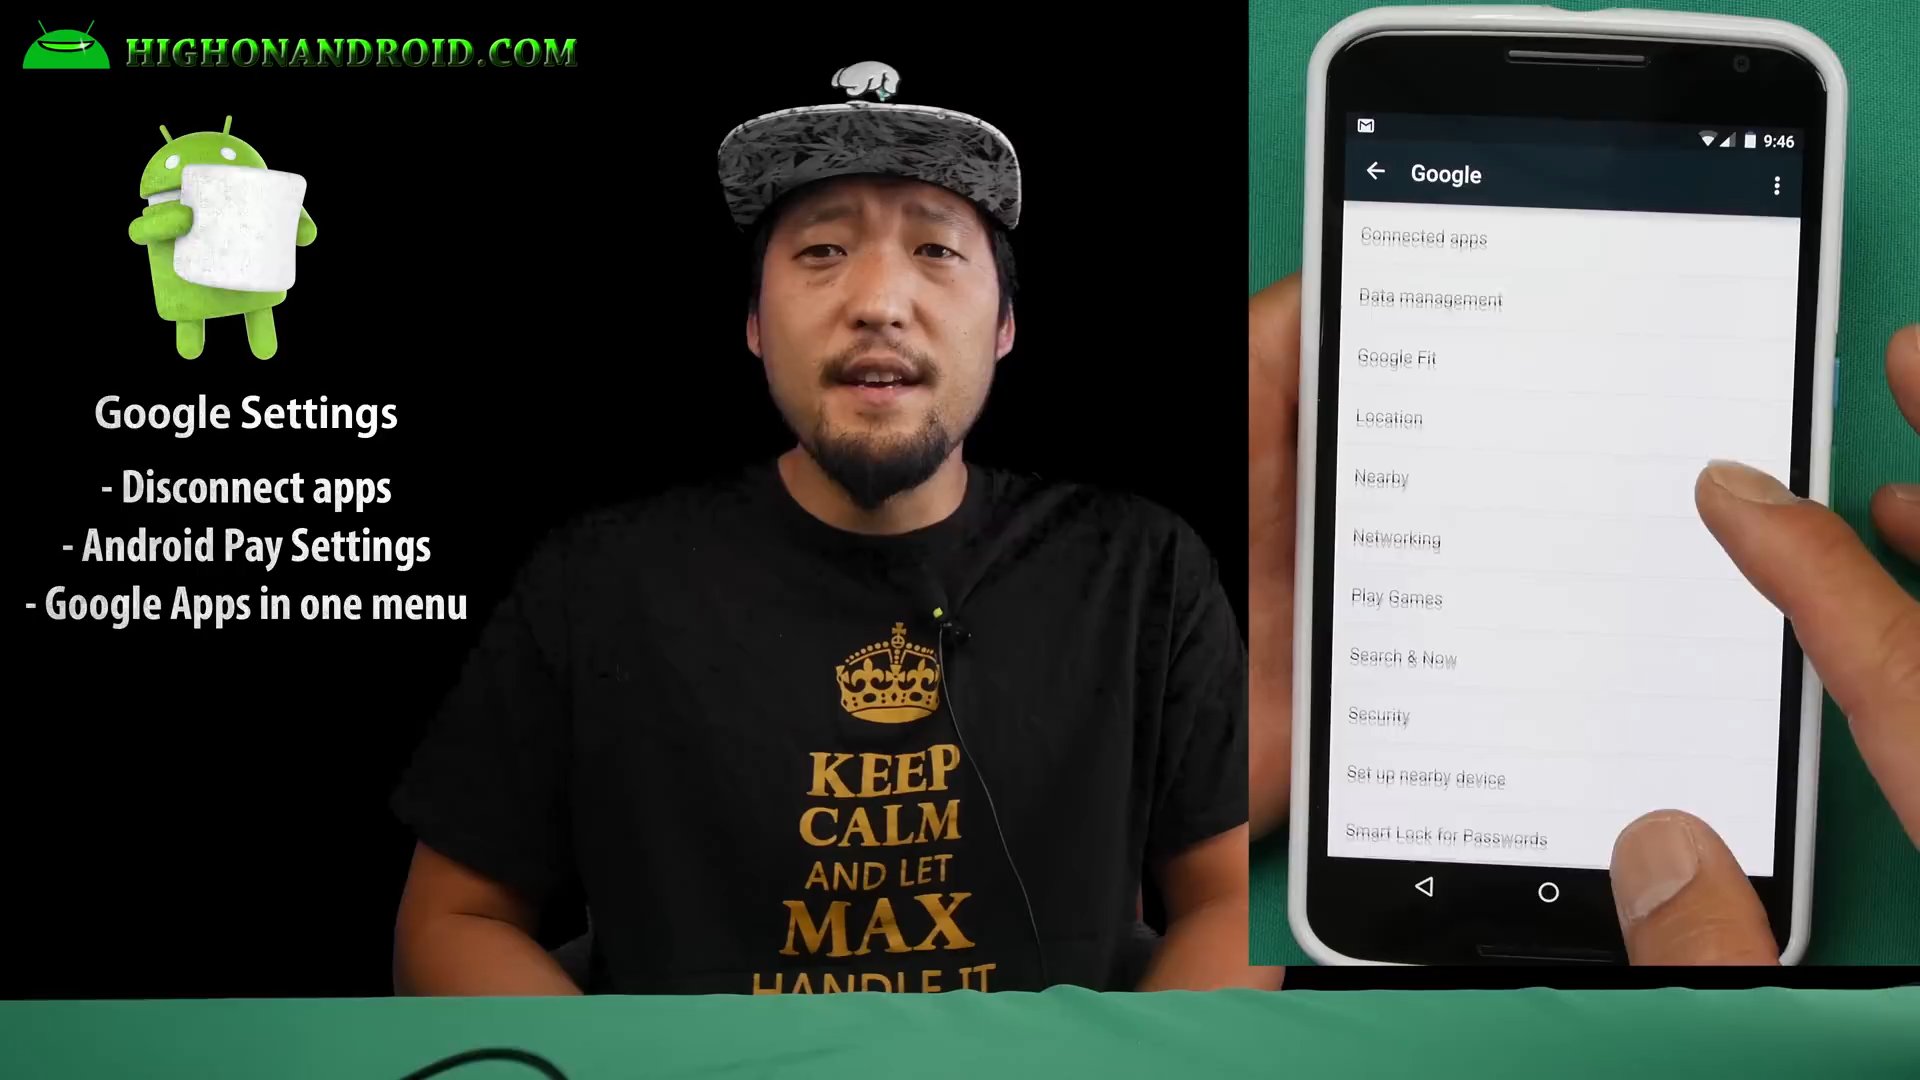 HIGHONANDROID.COM
Google Settings
- Disconnect apps
- Android Pay Settings
- Google Apps in one menu
KEEP
CALM
AND LET
MAX
HANDLE IT
9:46
Google
Connected apps
Data management
Google Fit
Location
Nearby
Networking
Play Games
Search & Now
Security
Set up nearby device
Smart Lock for Passwords